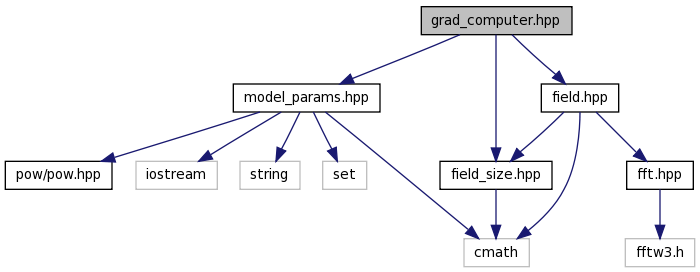 grad_computer.hpp
model_params.hpp
field.hpp
pow/pow.hpp
iostream
string
set
field_size.hpp
fft.hpp
cmath
fftw3.h